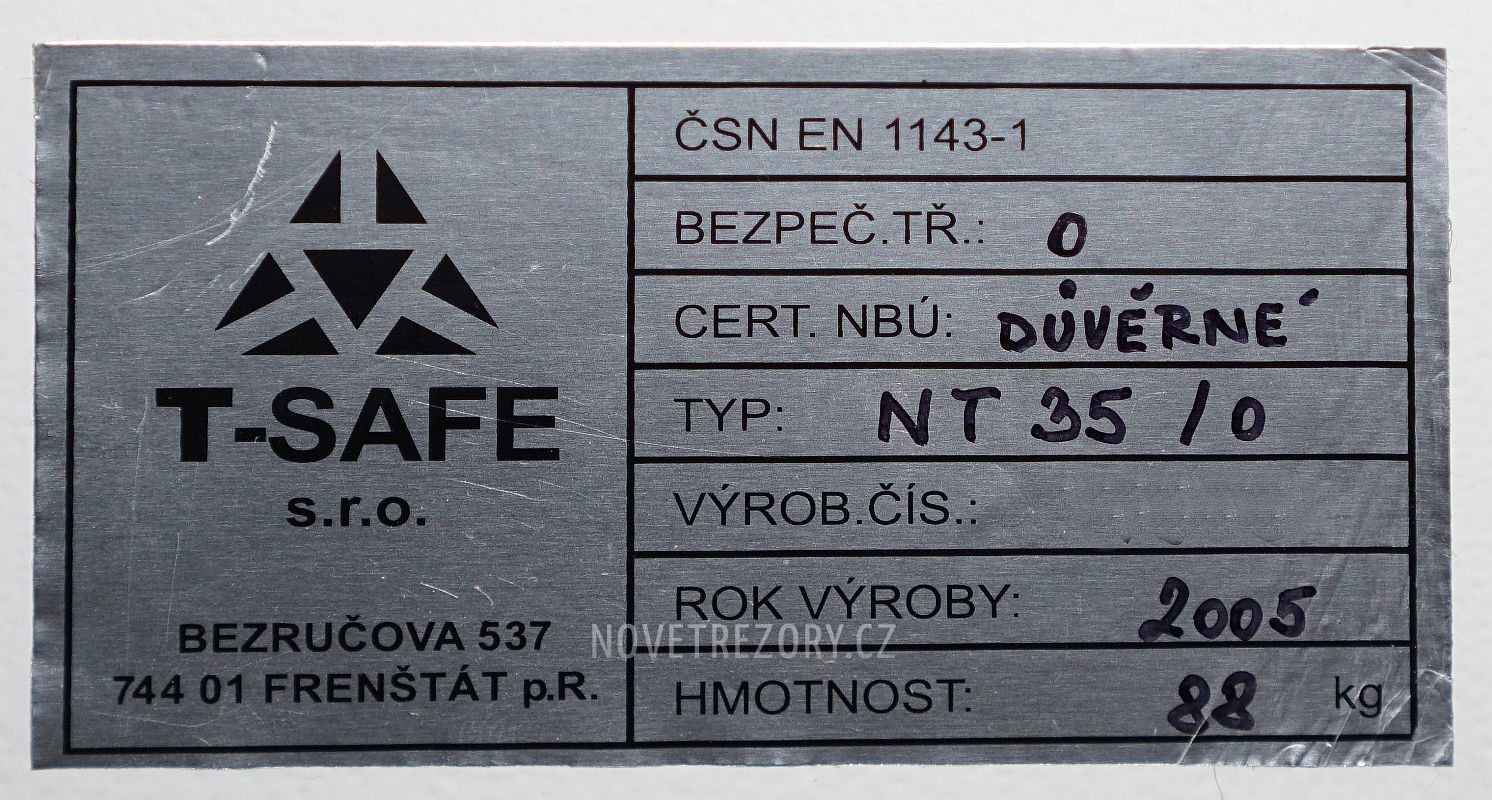 T-SAFE
s.r.o.
BEZRUČOVA 537
744 01 FRENŠTÁT p.R.
ČSN EN 1143-1
BEZPEČ.TŘ.: 0
CERT. NBÚ: DŮVĚRNÉ
TYP: NT 35 / 0
VÝROB.ČÍS.:
ROK VÝROBY: 2005
HMOTNOST: 88 kg
NOVETREZORY.CZ